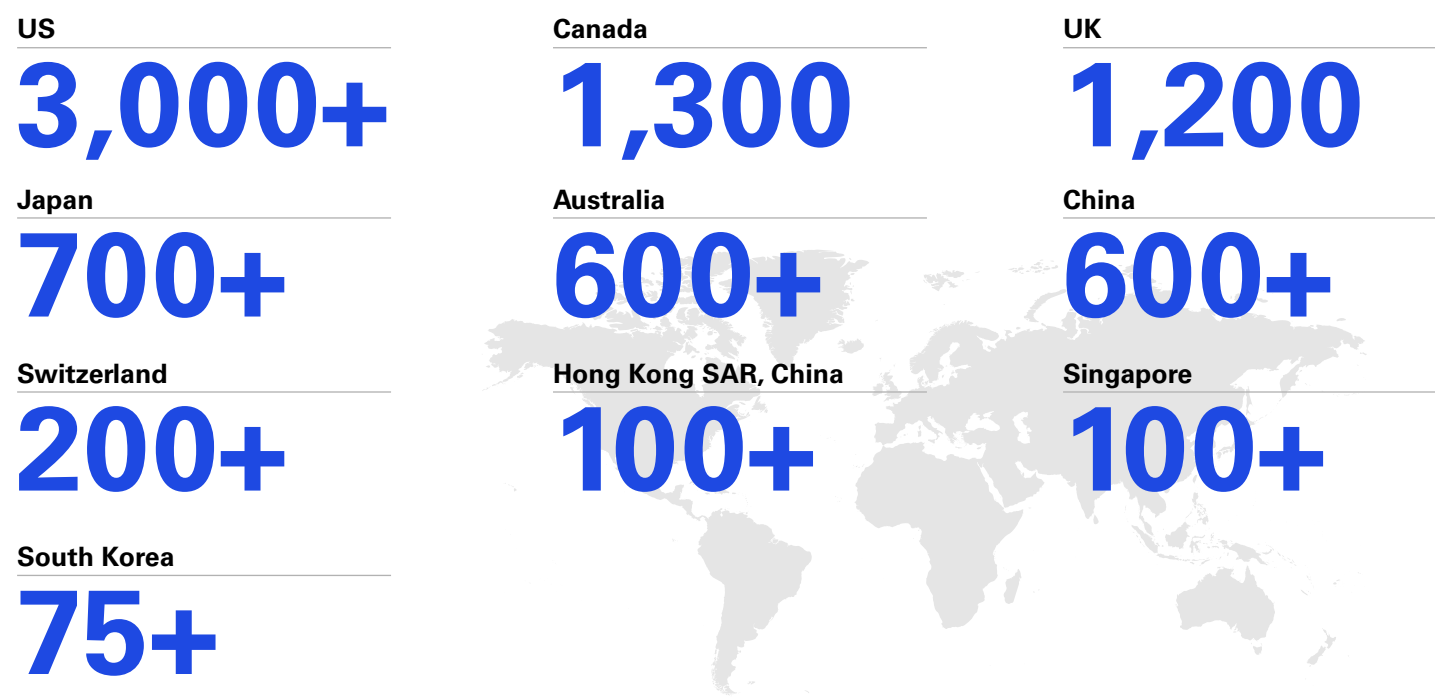 US
3,000+
Canada
1,300
UK
1,200
Japan
700+
Australia
600+
China
600+
Switzerland
200+
Hong Kong SAR, China
100+
Singapore
100+
South Korea
75+